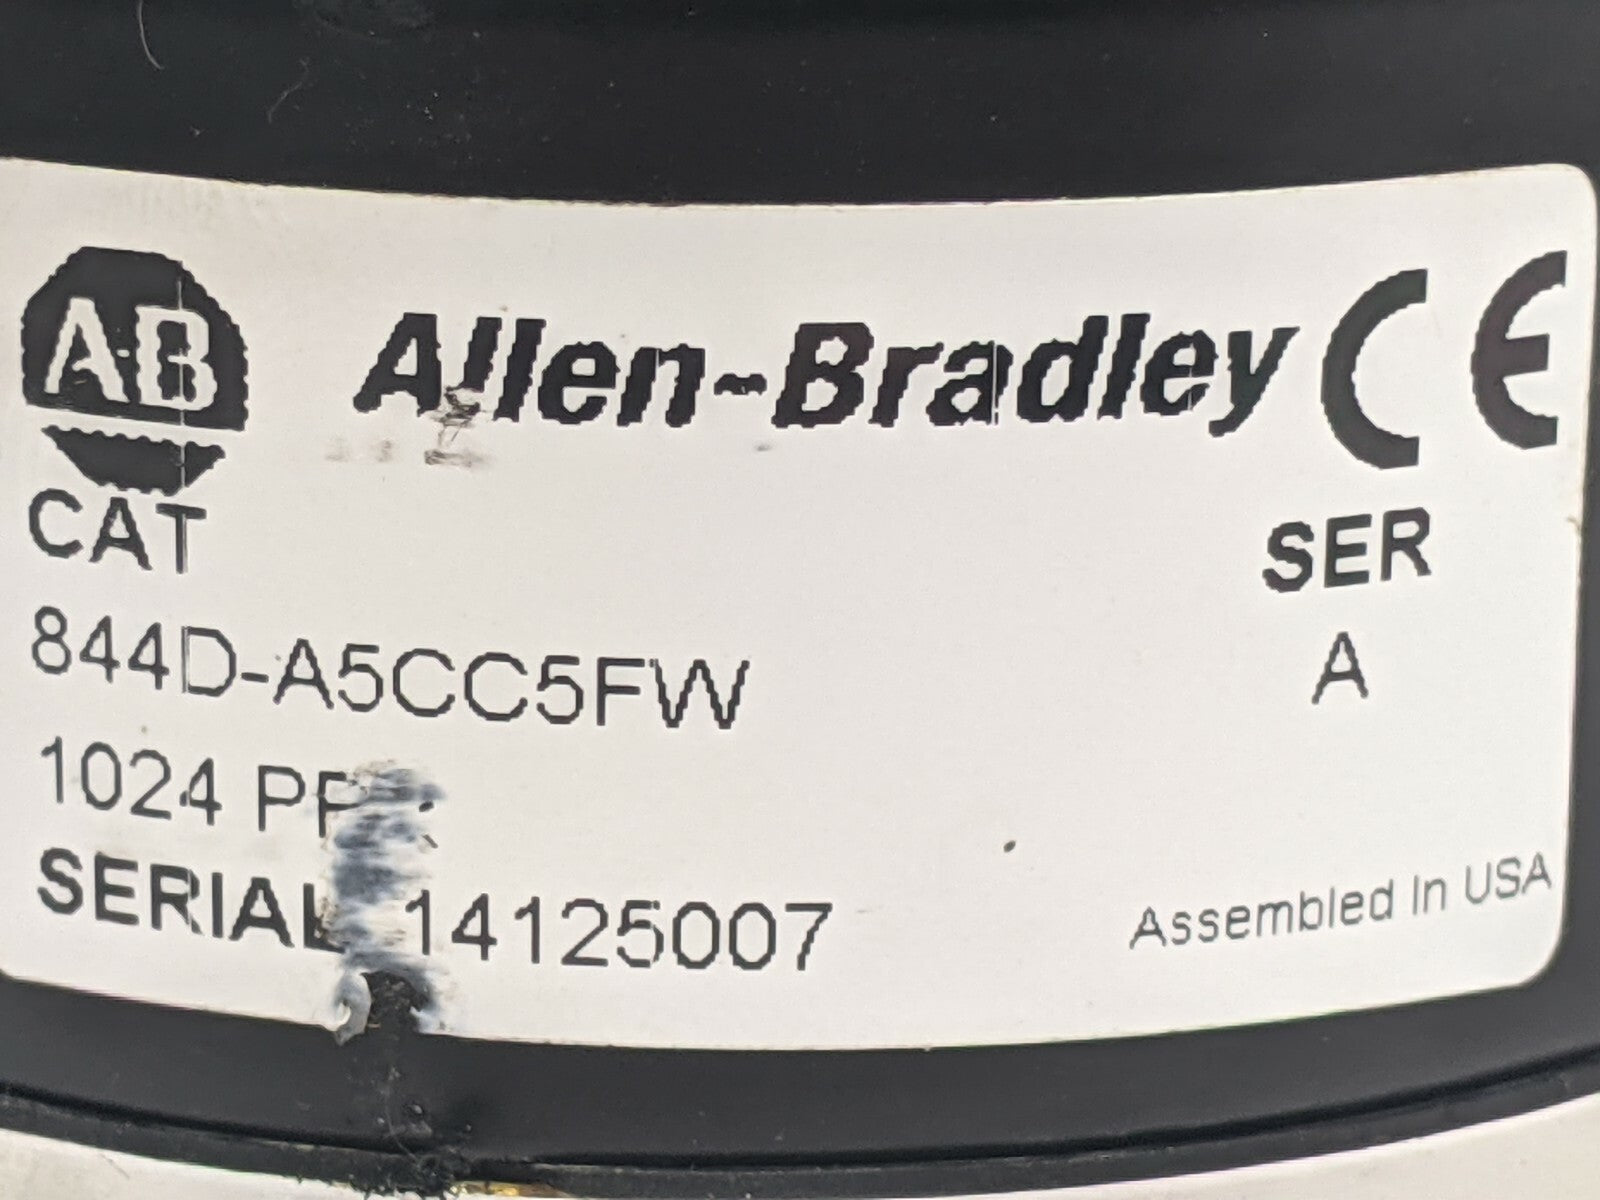 AB Allen-Bradley CE
CAT SER
844D-A5CC5FW A
1024
SERIAL 14125007
Assembled In USA